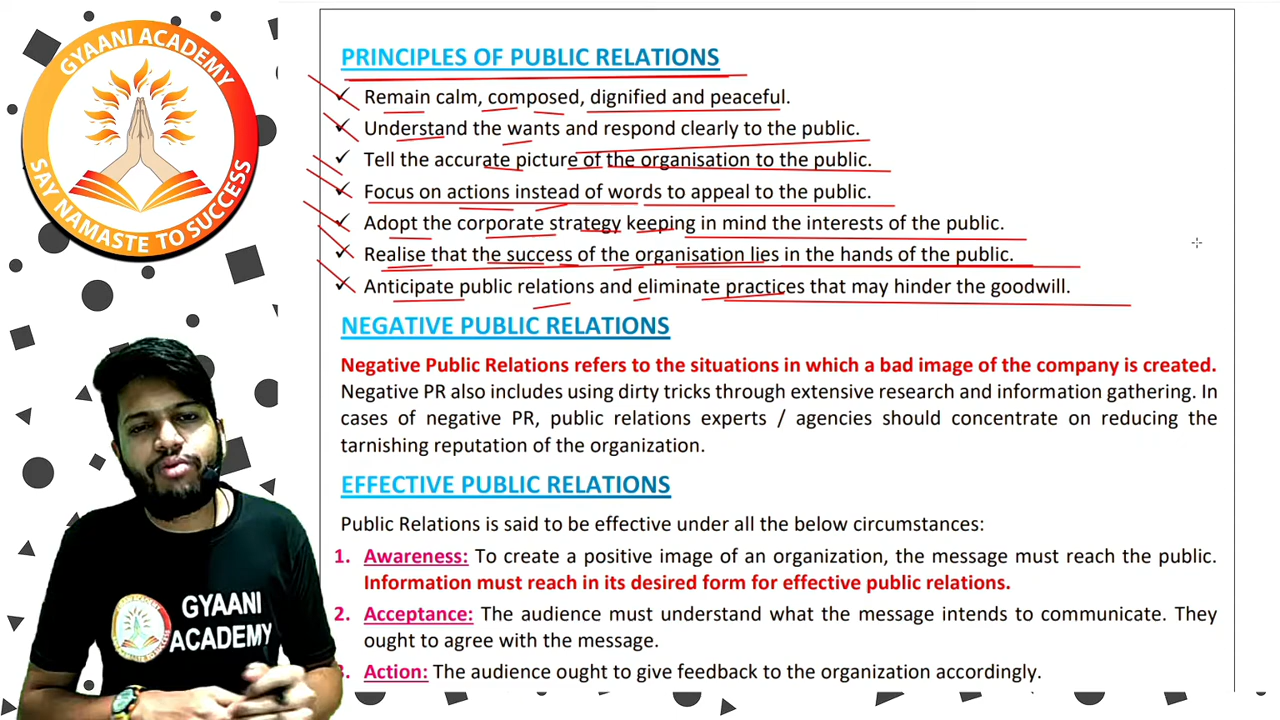 GYAANI ACADEMY
SAY NAMASTE TO SUCCESS
PRINCIPLES OF PUBLIC RELATIONS
✓ Remain calm, composed, dignified and peaceful.
✓ Understand the wants and respond clearly to the public.
✓ Tell the accurate picture of the organisation to the public.
✓ Focus on actions instead of words to appeal to the public.
✓ Adopt the corporate strategy keeping in mind the interests of the public.
✓ Realise that the success of the organisation lies in the hands of the public.
✓ Anticipate public relations and eliminate practices that may hinder the goodwill.
NEGATIVE PUBLIC RELATIONS
Negative Public Relations refers to the situations in which a bad image of the company is created.
Negative PR also includes using dirty tricks through extensive research and information gathering. In
cases of negative PR, public relations experts / agencies should concentrate on reducing the
tarnishing reputation of the organization.
EFFECTIVE PUBLIC RELATIONS
Public Relations is said to be effective under all the below circumstances:
1. Awareness: To create a positive image of an organization, the message must reach the public.
Information must reach in its desired form for effective public relations.
2. Acceptance: The audience must understand what the message intends to communicate. They
ought to agree with the message.
3. Action: The audience ought to give feedback to the organization accordingly.
GYAANI
ACADEMY